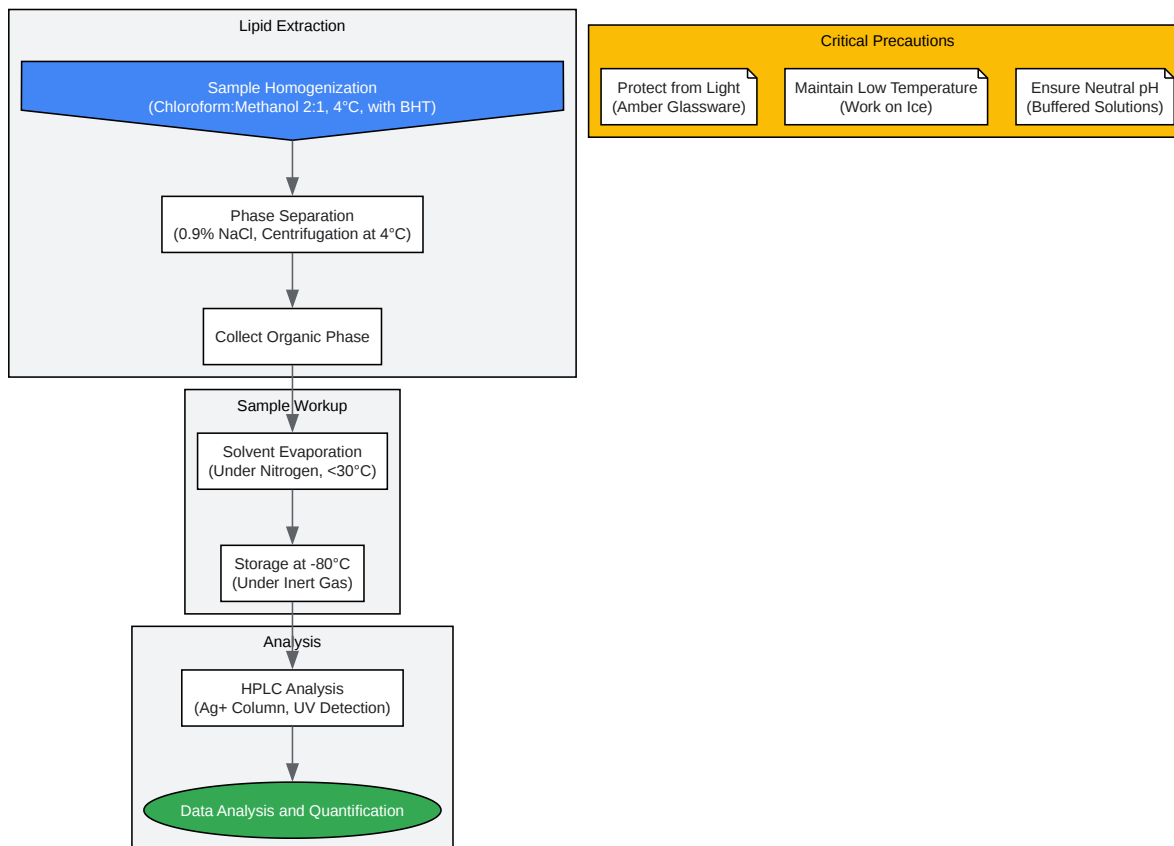 Lipid Extraction
Sample Homogenization
(Chloroform:Methanol 2:1, 4°C, with BHT)
Phase Separation
(0.9% NaCl, Centrifugation at 4°C)
Collect Organic Phase
Sample Workup
Solvent Evaporation
(Under Nitrogen, <30°C)
Storage at -80°C
(Under Inert Gas)
Analysis
HPLC Analysis
(Ag+ Column, UV Detection)
Data Analysis and Quantification
Critical Precautions
Protect from Light
(Amber Glassware)
Maintain Low Temperature
(Work on Ice)
Ensure Neutral pH
(Buffered Solutions)